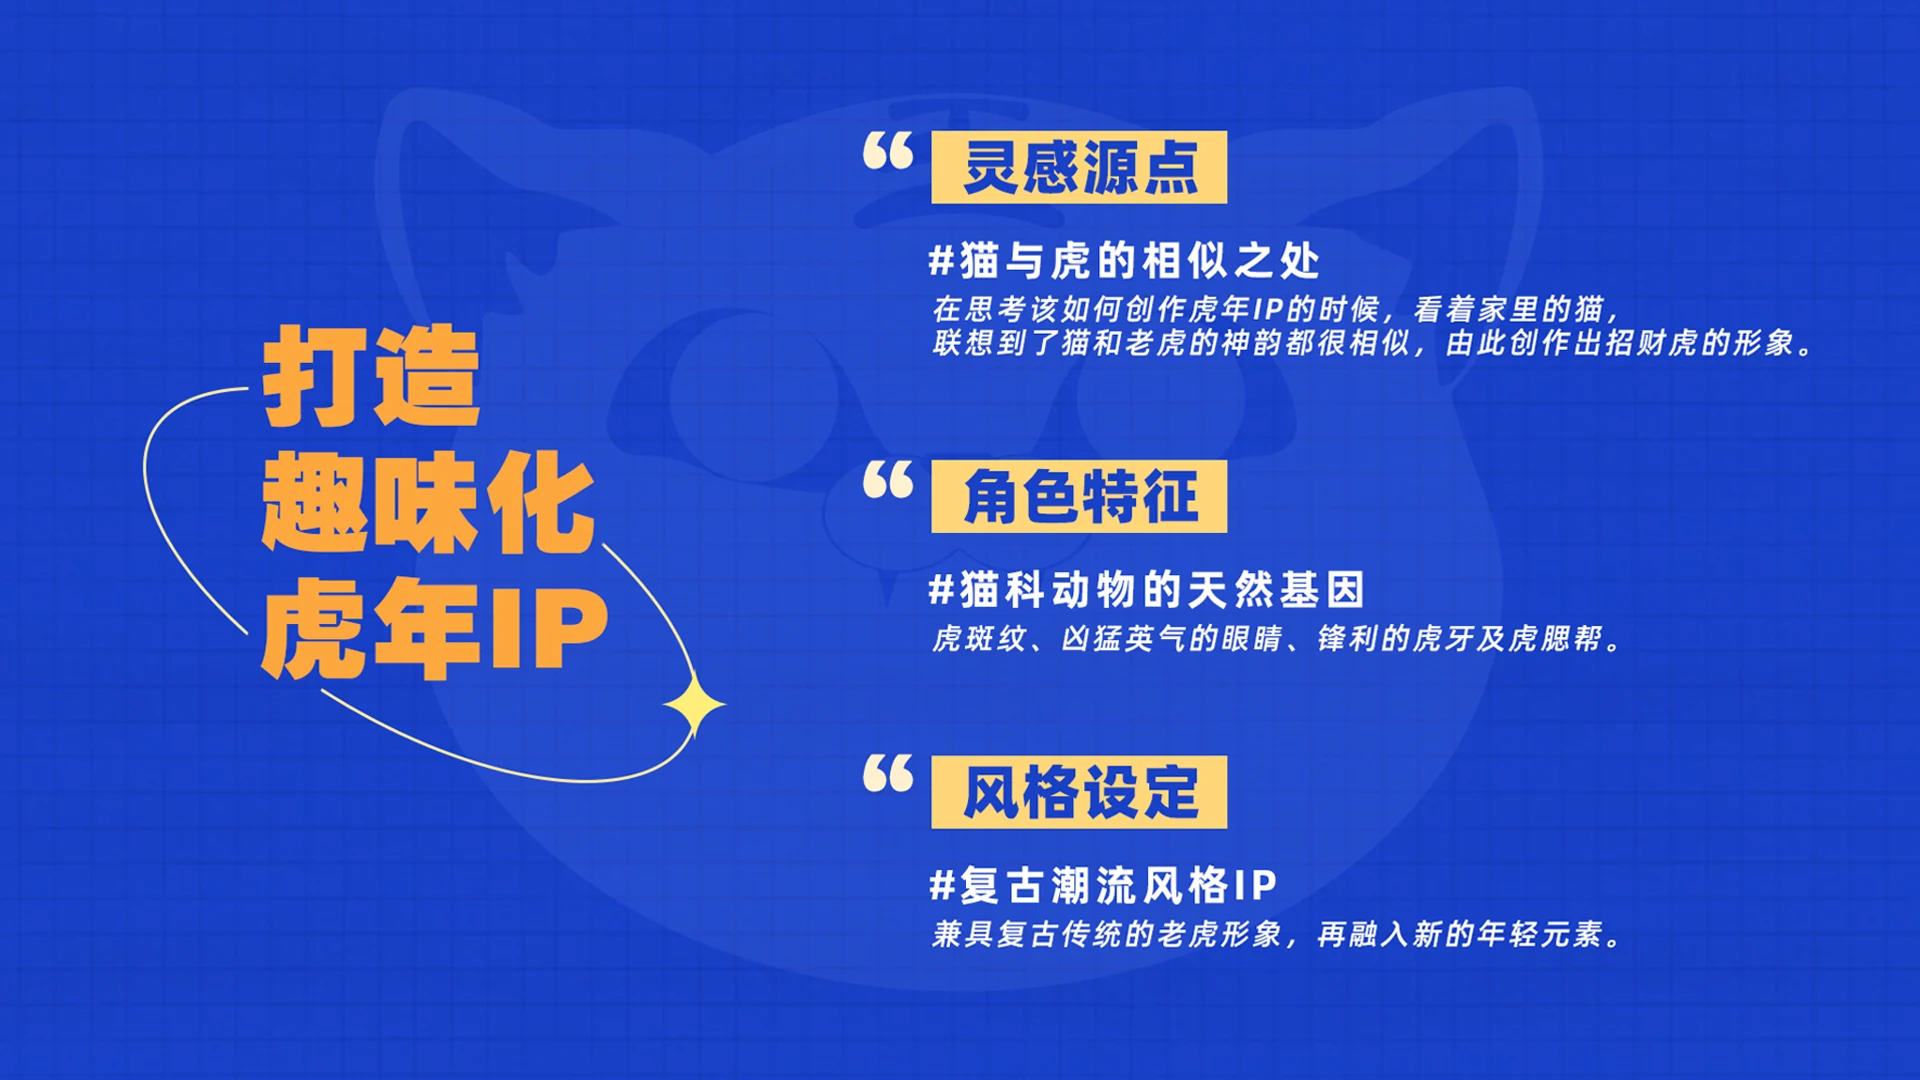 打造
趣味化
虎年IP
“ 灵感源点
#猫与虎的相似之处
在思考该如何创作虎年IP的时候，看着家里的猫，
联想到了猫和老虎的神韵都很相似，由此创作出招财虎的形象。
“ 角色特征
#猫科动物的天然基因
虎斑纹、凶猛英气的眼睛、锋利的虎牙及虎腮帮。
“ 风格设定
#复古潮流风格IP
兼具复古传统的老虎形象，再融入新的年轻元素。